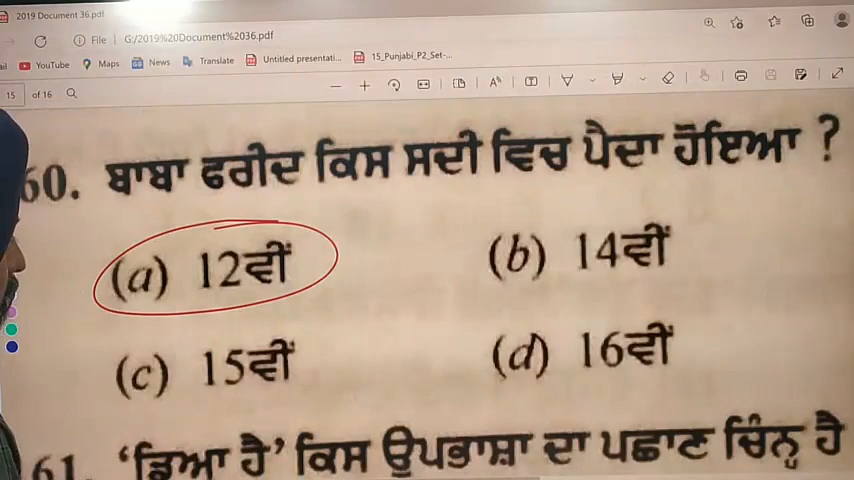 2019 Document 36.pdf
File G:/2019%20Document%2036.pdf
YouTube Maps News Translate Untitled presentati... 15_Punjabi_P2_Set-...
15 of 16
60. ਬਾਬਾ ਫਰੀਦ ਕਿਸ ਸਦੀ ਵਿਚ ਪੈਦਾ ਹੋਇਆ ?
(a) 12ਵੀਂ (b) 14ਵੀਂ
(c) 15ਵੀਂ (d) 16ਵੀਂ
61. ‘ਡਿਆ ਹੈ’ ਕਿਸ ਉਪਭਾਸ਼ਾ ਦਾ ਪਛਾਣ ਚਿੰਨ੍ਹ ਹੈ